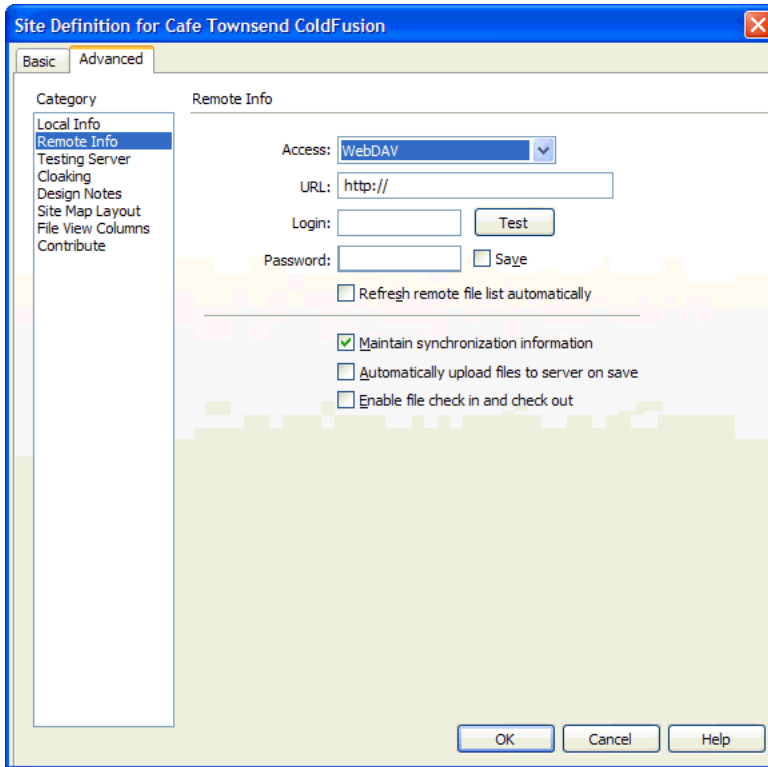 Site Definition for Cafe Townsend ColdFusion
Basic Advanced
Category
Local Info
Remote Info
Testing Server
Cloaking
Design Notes
Site Map Layout
File View Columns
Contribute
Remote Info
Access: WebDAV
URL: http://
Login: Test
Password: Save
Refresh remote file list automatically
Maintain synchronization information
Automatically upload files to server on save
Enable file check in and check out
OK Cancel Help